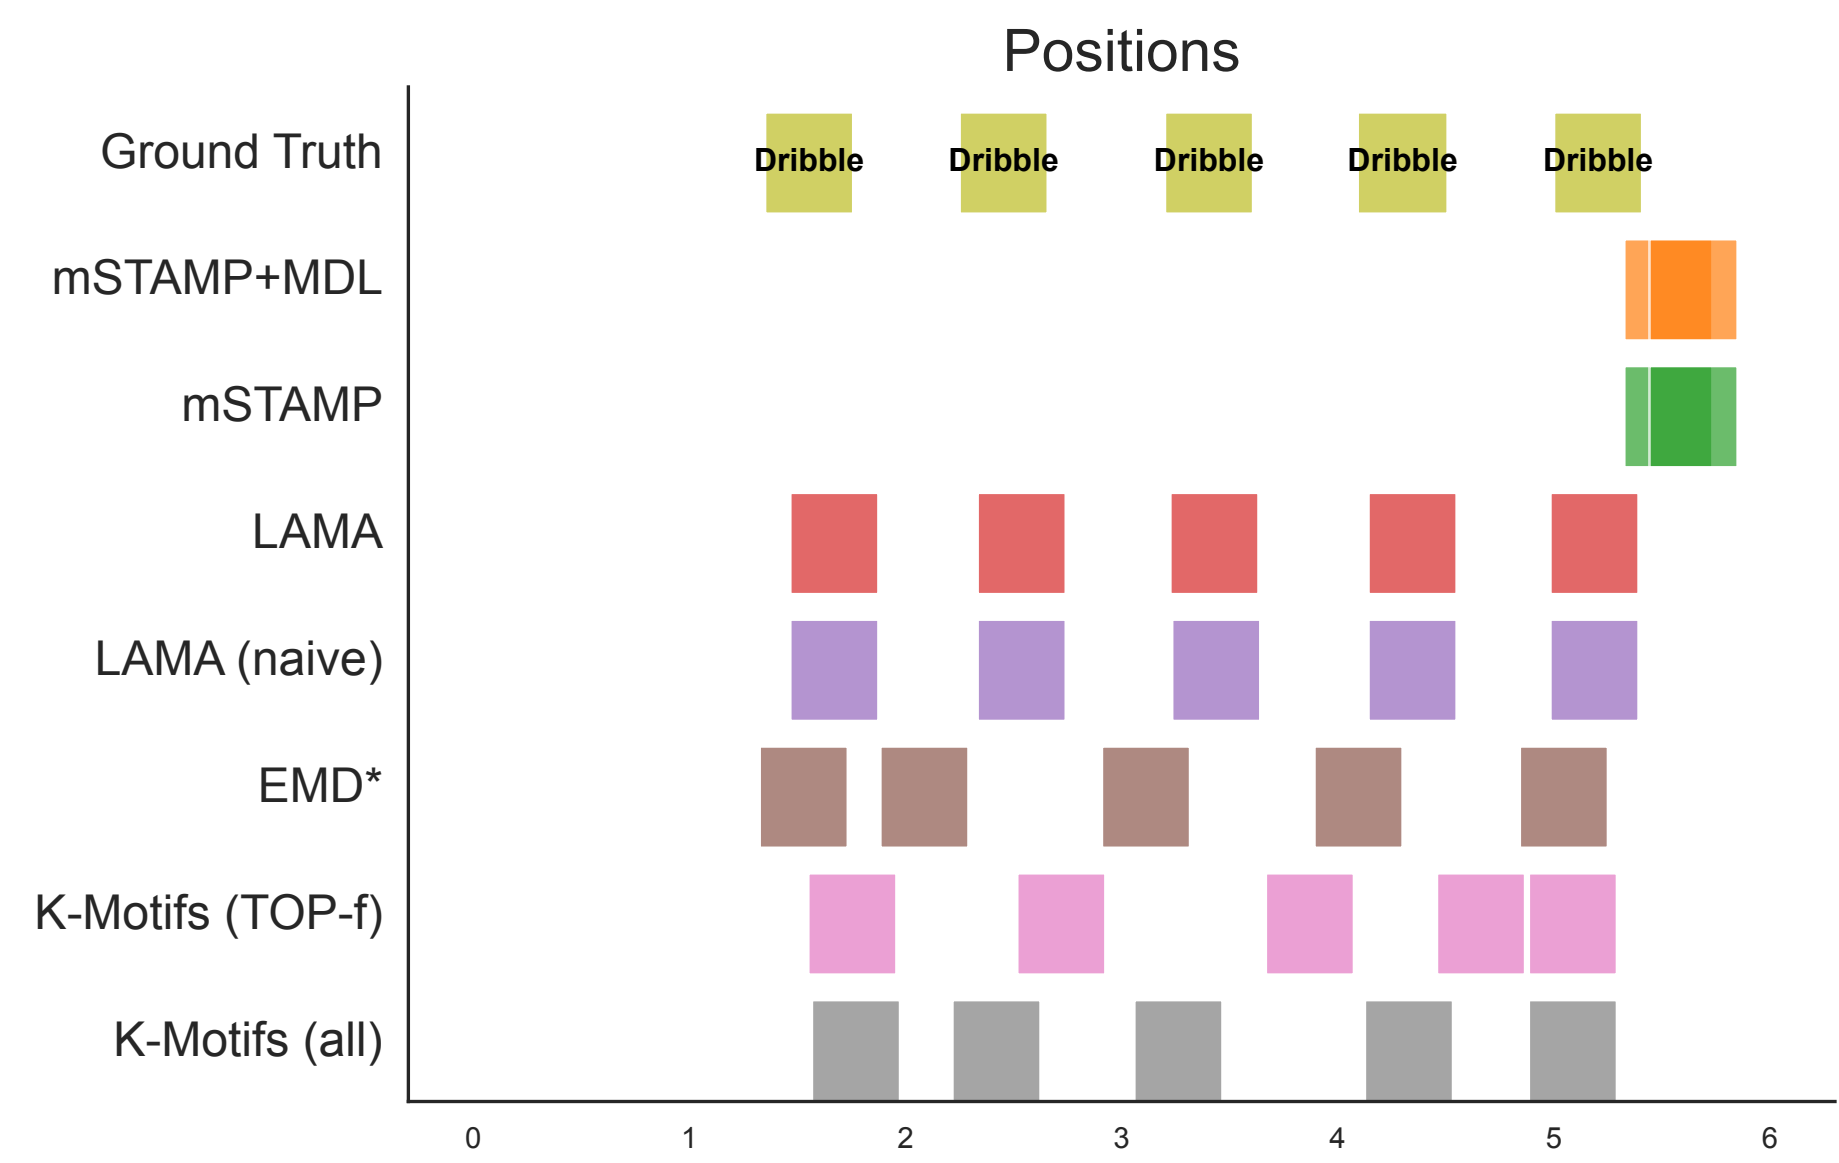 Positions
Ground Truth
Dribble Dribble Dribble Dribble Dribble
mSTAMP+MDL
mSTAMP
LAMA
LAMA (naive)
EMD*
K-Motifs (TOP-f)
K-Motifs (all)
0 1 2 3 4 5 6